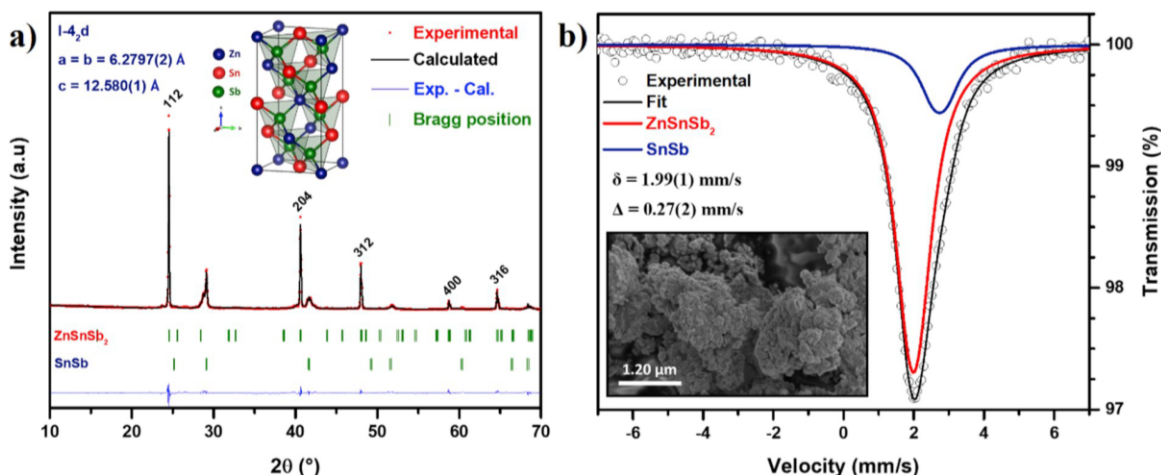 a)
I-4₂d
a = b = 6.2797(2) Å
c = 12.580(1) Å
Zn
Sn
Sb
Experimental
Calculated
Exp. - Cal.
Bragg position
112
204
312
400
316
ZnSnSb₂
SnSb
Intensity (a.u)
10 20 30 40 50 60 70
2θ (°)
b)
Experimental
Fit
ZnSnSb₂
SnSb
δ = 1.99(1) mm/s
Δ = 0.27(2) mm/s
1.20 µm
100
99
98
97
Transmission (%)
-6 -4 -2 0 2 4 6
Velocity (mm/s)